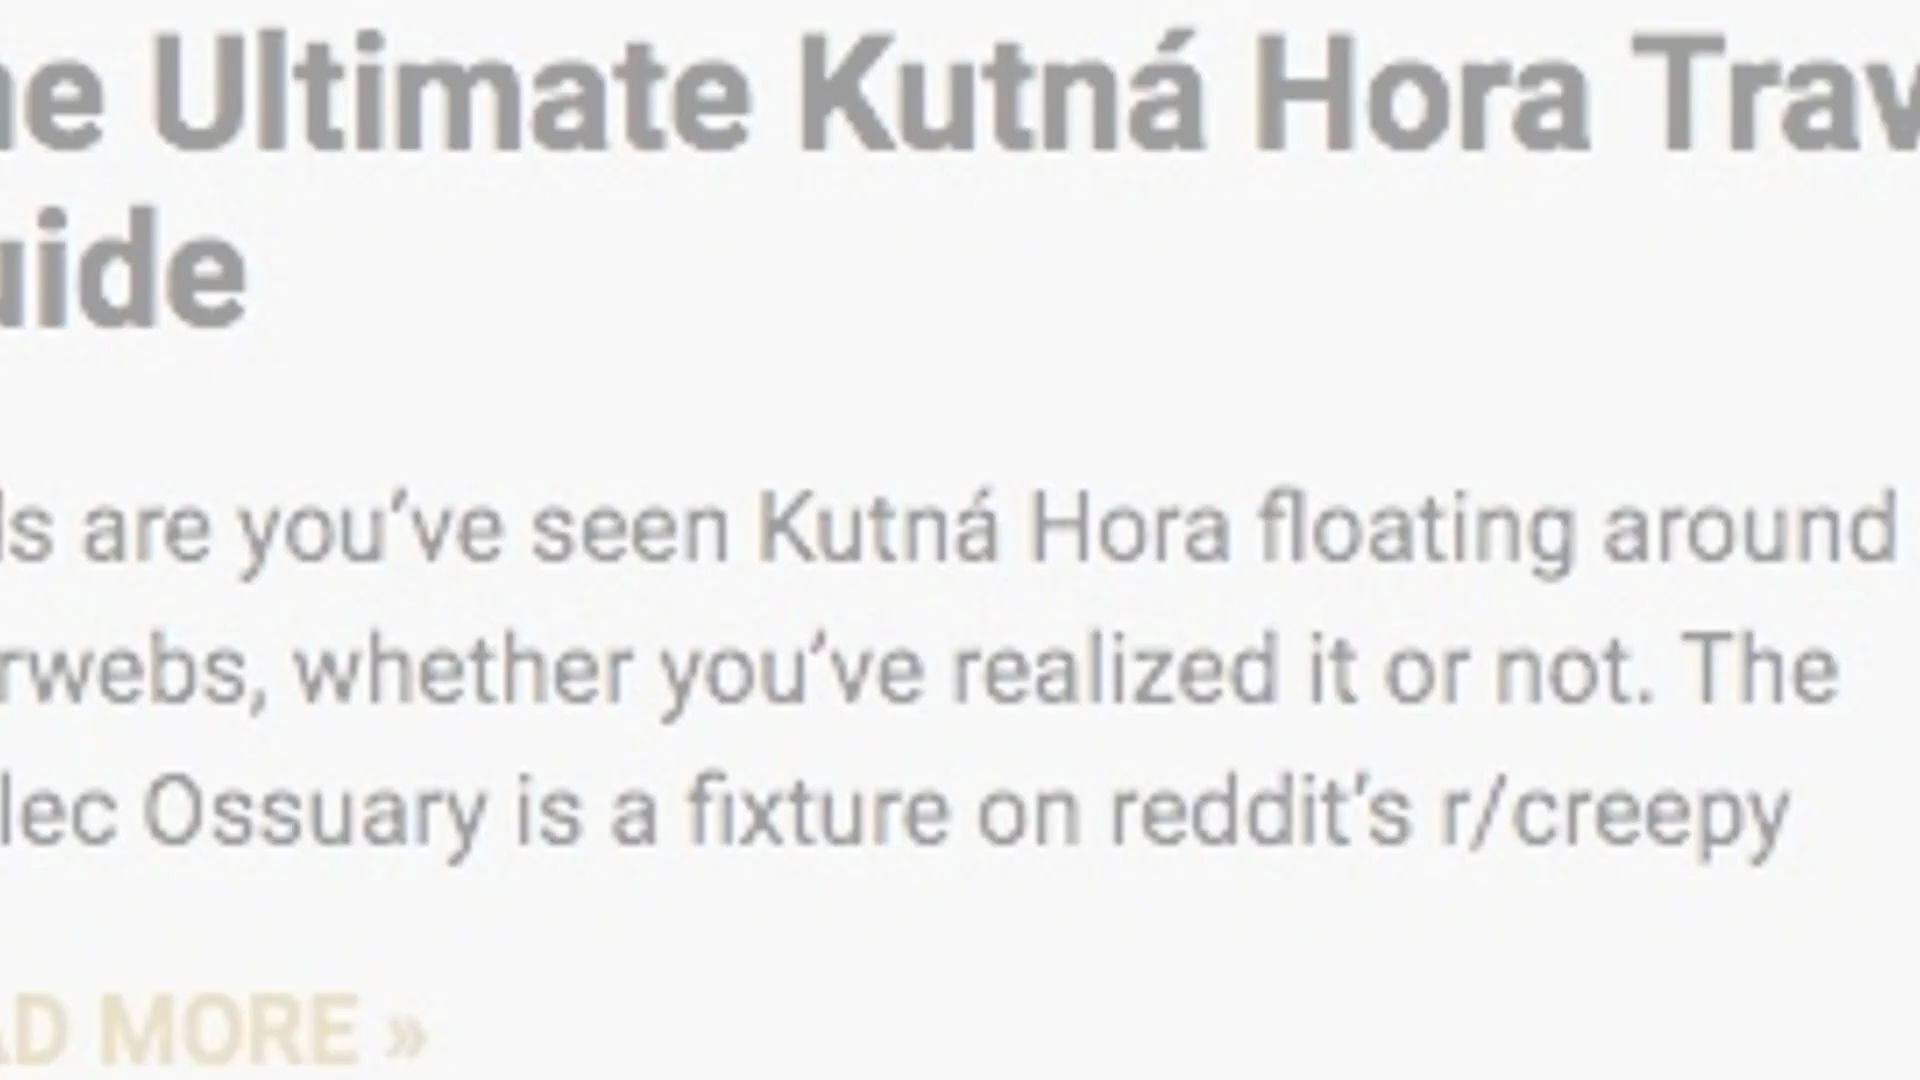 he Ultimate Kutná Hora Trav
uide
ls are you’ve seen Kutná Hora floating around
rwebs, whether you’ve realized it or not. The
lec Ossuary is a fixture on reddit’s r/creepy
AD MORE »